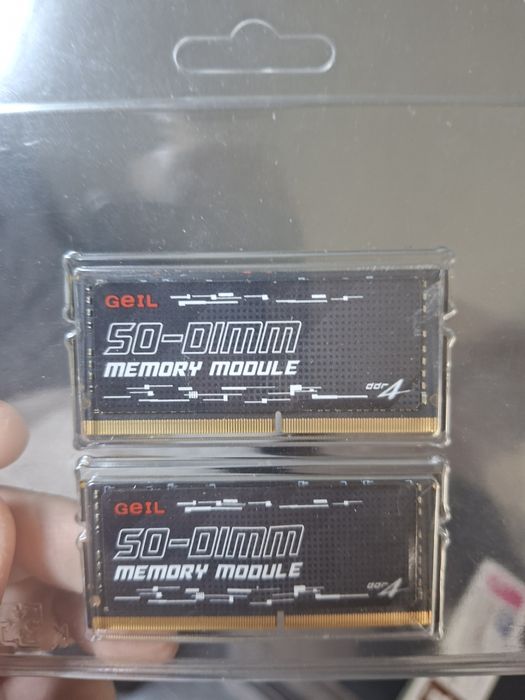 GeIL
SO-DIMM
MEMORY MODULE
ddr4
GeIL
SO-DIMM
MEMORY MODULE
ddr4